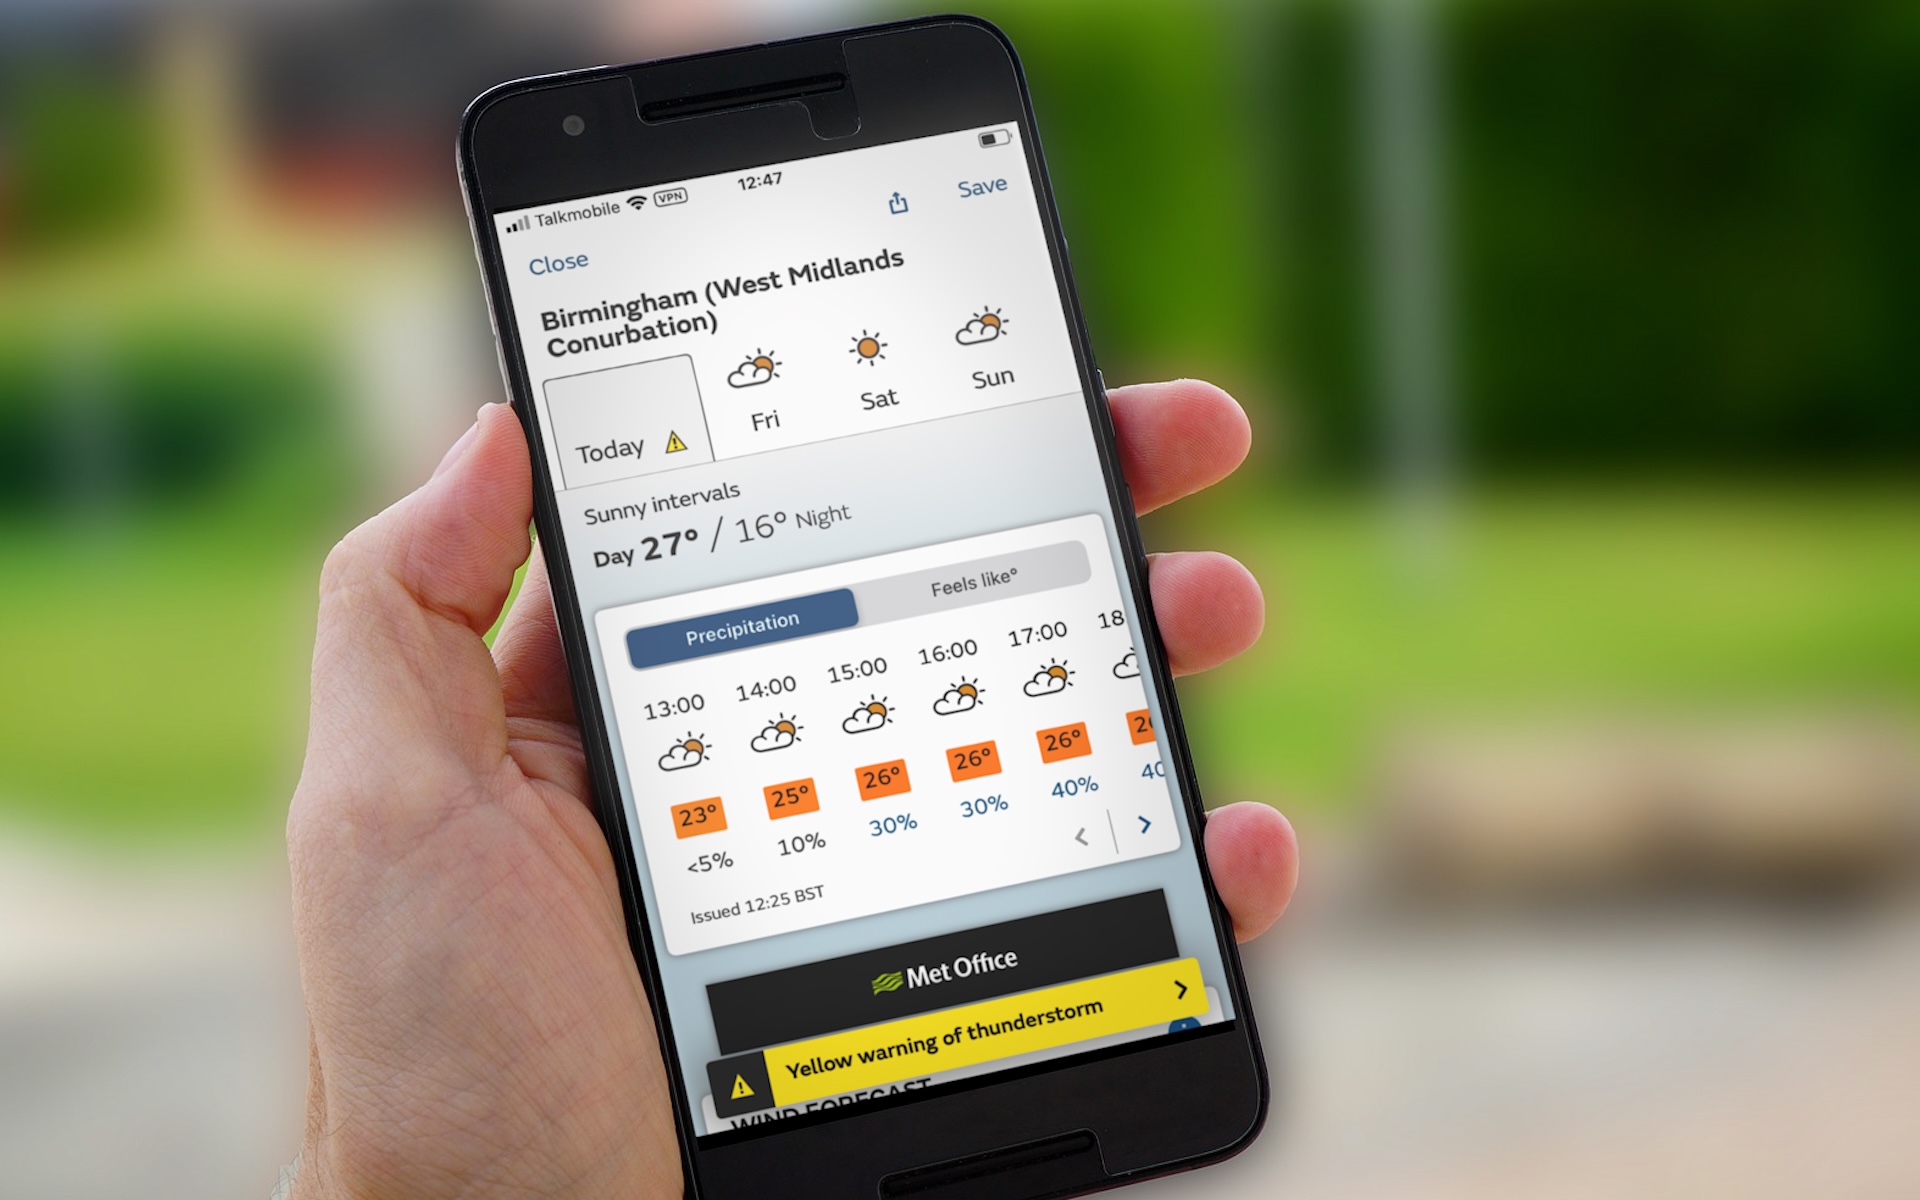 Talkmobile VPN 12:47
Close Save
Birmingham (West Midlands
Conurbation)
Today Fri Sat Sun
Sunny intervals
Day 27° / 16° Night
Precipitation Feels like°
13:00 14:00 15:00 16:00 17:00 18
23° 25° 26° 26° 26°
<5% 10% 30% 30% 40% 40
Issued 12:25 BST
Met Office
Yellow warning of thunderstorm
WIND FORECAST